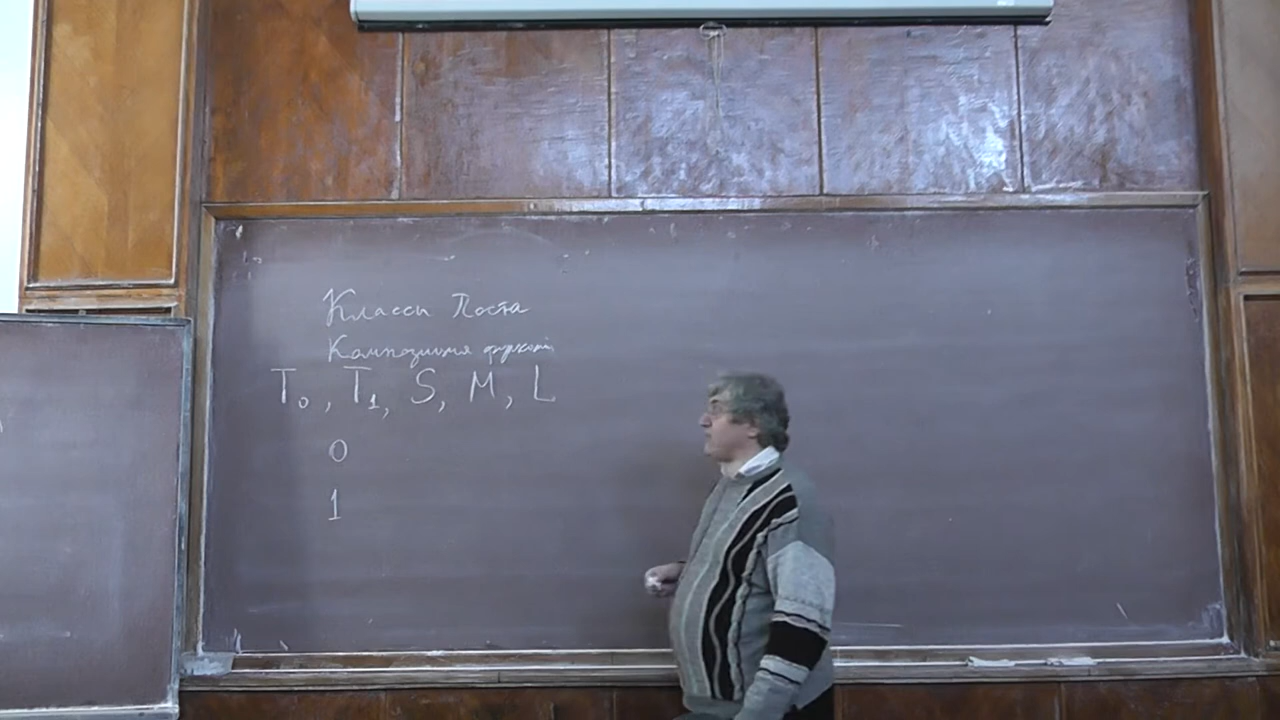 Классы Поста
Композиция функций
T₀, T₁, S, M, L
0
1